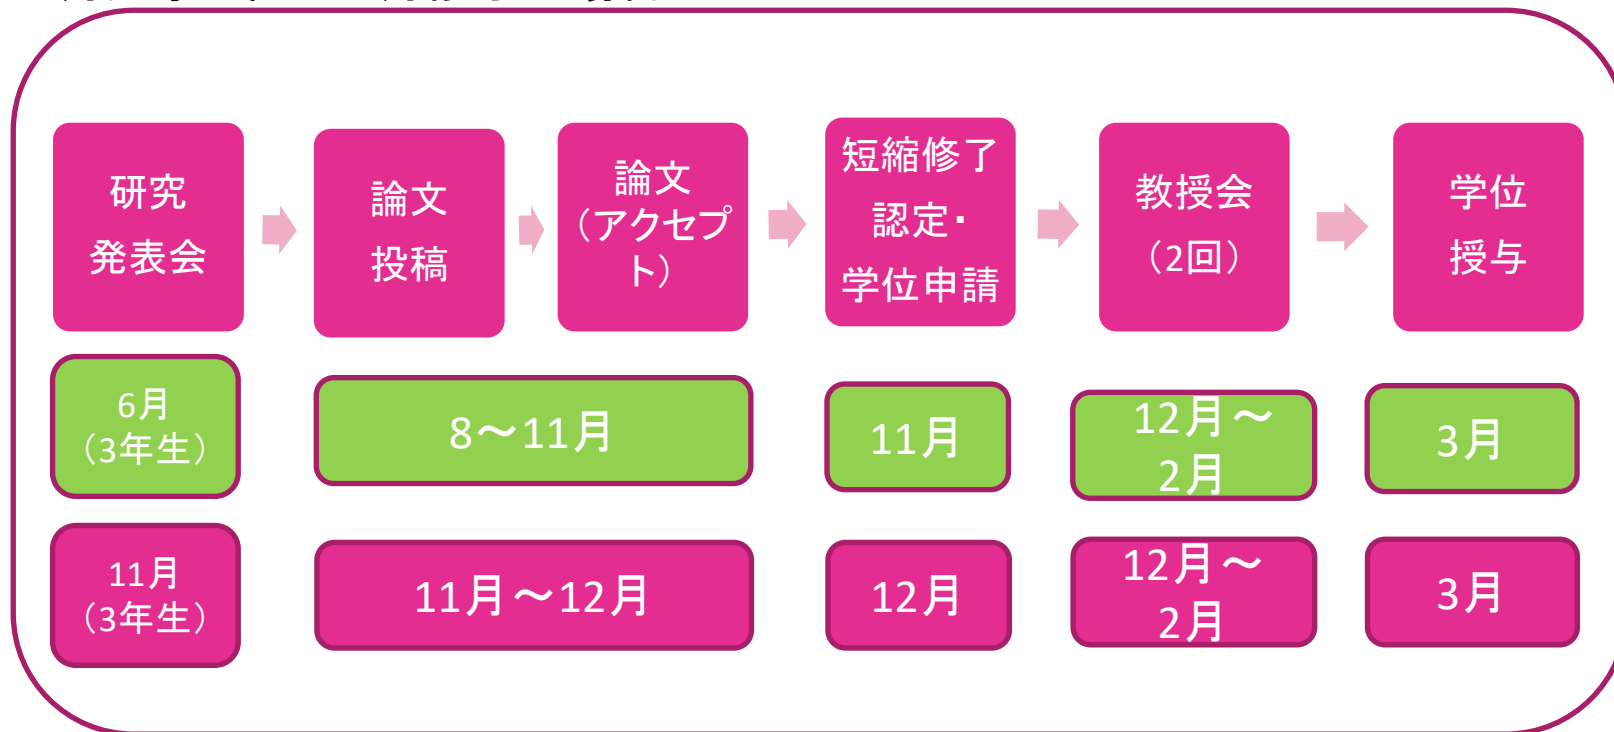 研究
発表会
論文
投稿
論文
（アクセプ
ト）
短縮修了
認定・
学位申請
教授会
（2回）
学位
授与
6月
（3年生）
8～11月
11月
12月～
2月
3月
11月
（3年生）
11月～12月
12月
12月～
2月
3月